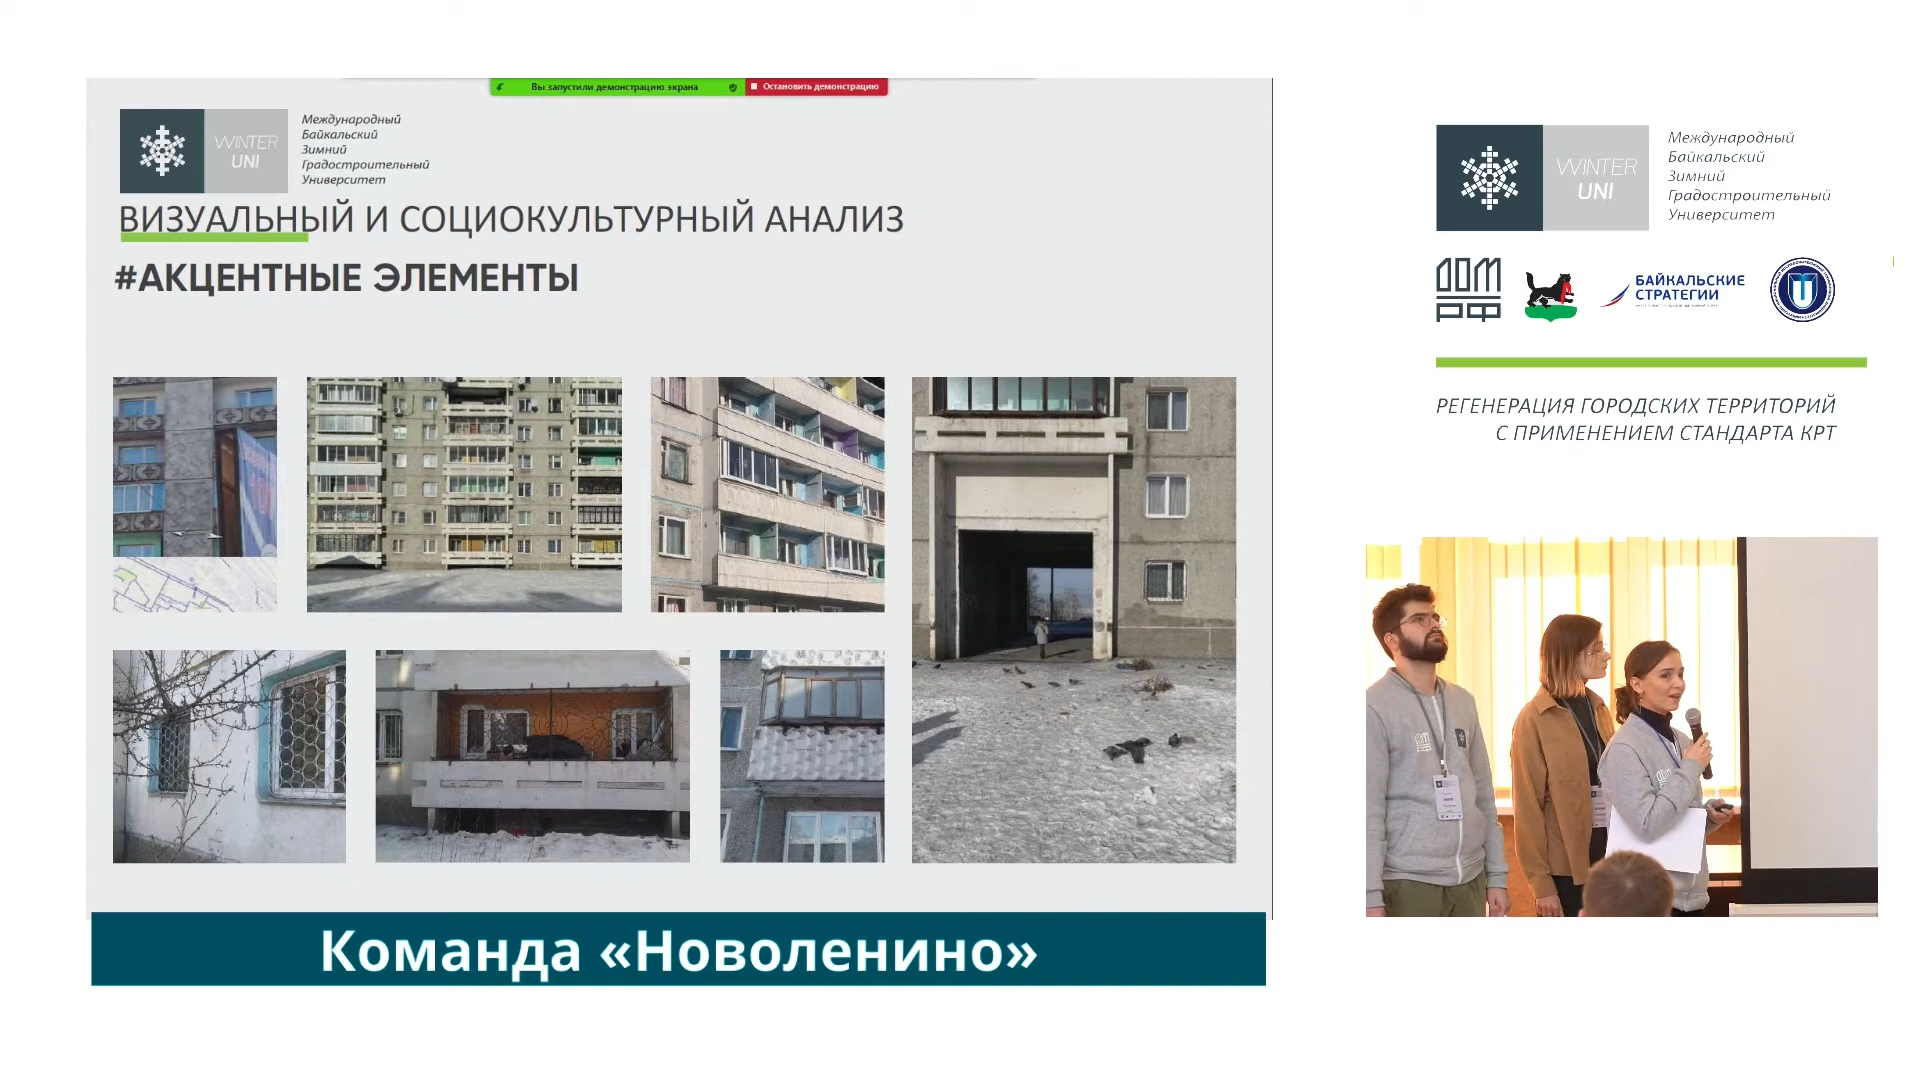 Вы запустили демонстрацию экрана
Остановить демонстрацию
WINTER
UNI
Международный
Байкальский
Зимний
Градостроительный
Университет
ВИЗУАЛЬНЫЙ И СОЦИОКУЛЬТУРНЫЙ АНАЛИЗ
#АКЦЕНТНЫЕ ЭЛЕМЕНТЫ
Команда «Новоленино»
WINTER
UNI
Международный
Байкальский
Зимний
Градостроительный
Университет
ДОМ
РФ
БАЙКАЛЬСКИЕ
СТРАТЕГИИ
РЕГЕНЕРАЦИЯ ГОРОДСКИХ ТЕРРИТОРИЙ
С ПРИМЕНЕНИЕМ СТАНДАРТА КРТ